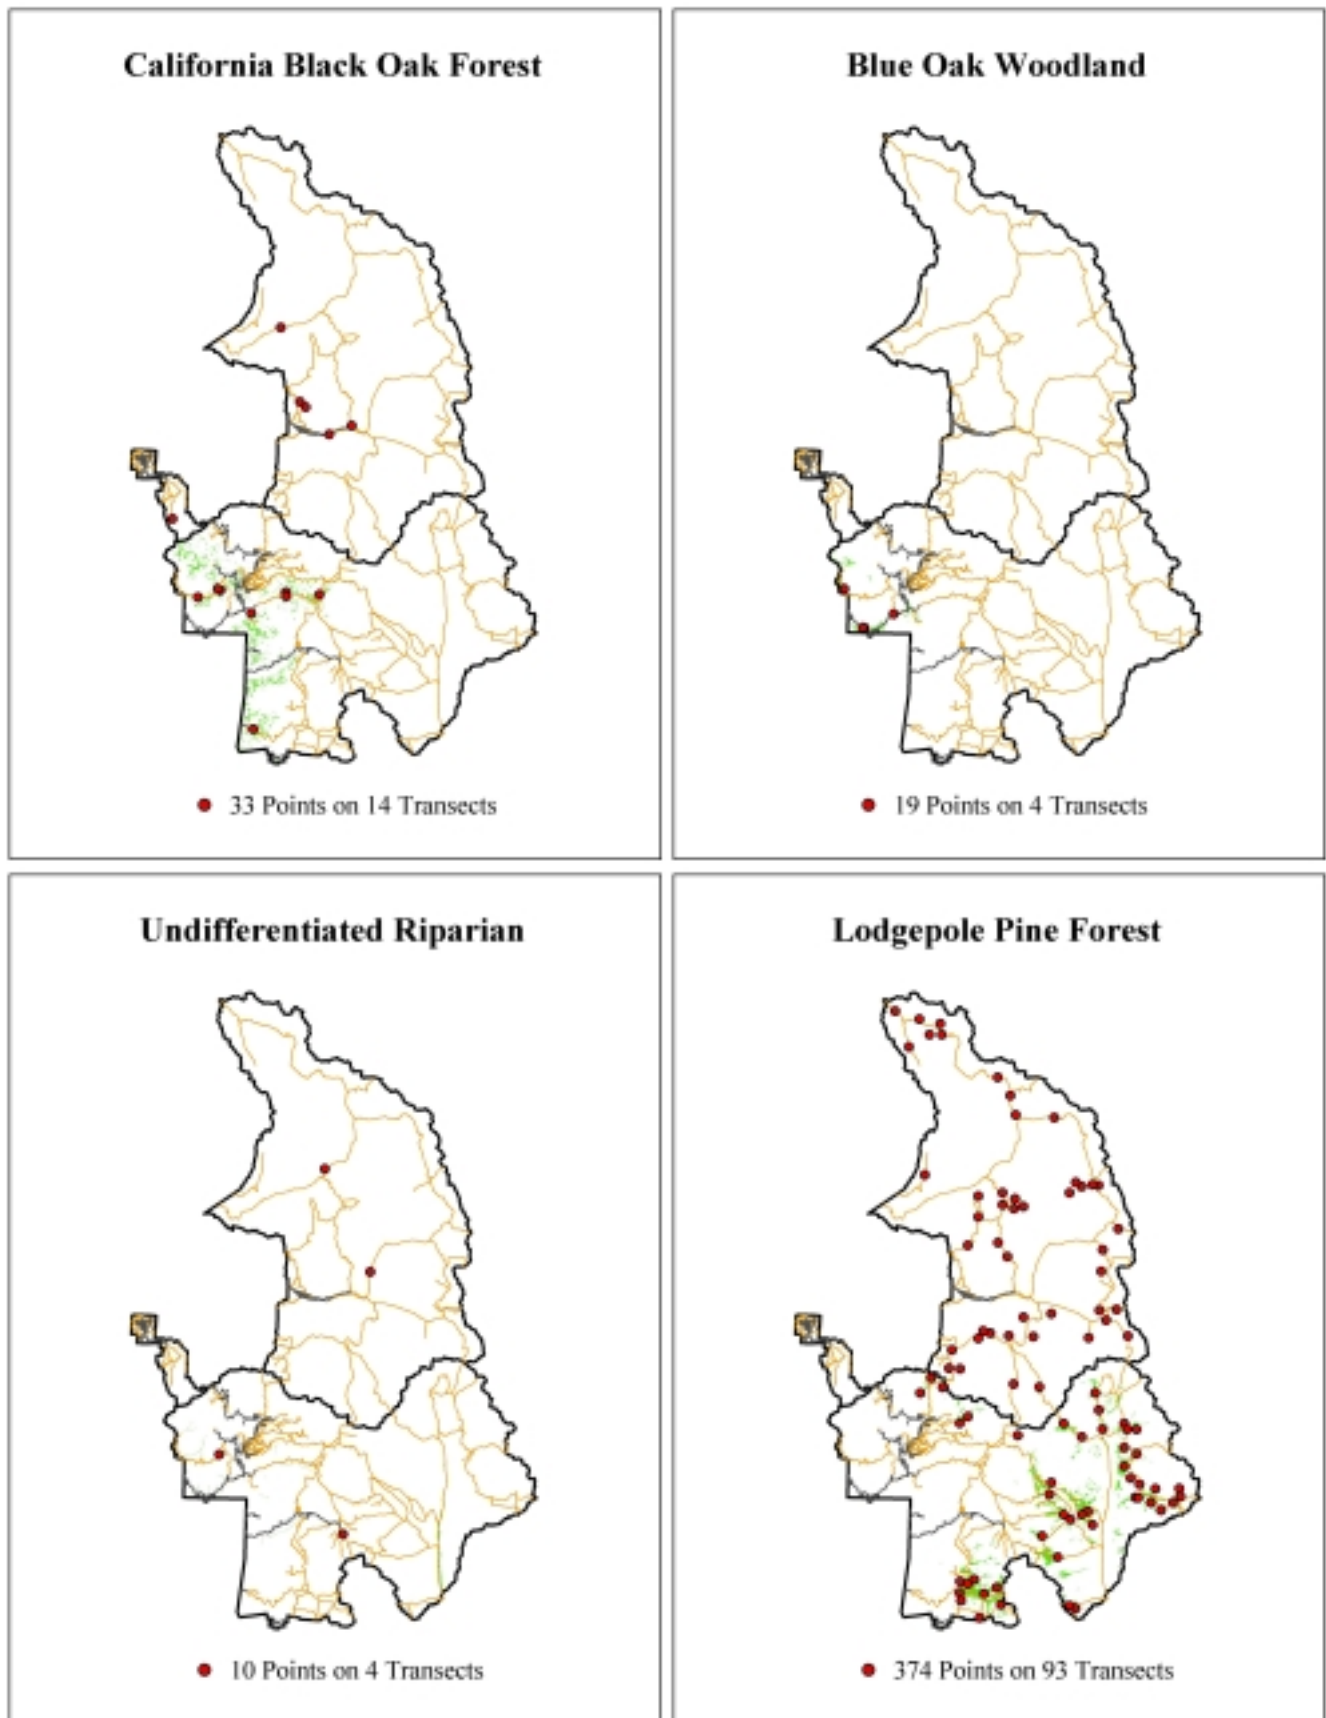 California Black Oak Forest
Blue Oak Woodland
33 Points on 14 Transects
19 Points on 4 Transects
Undifferentiated Riparian
Lodgepole Pine Forest
10 Points on 4 Transects
374 Points on 93 Transects